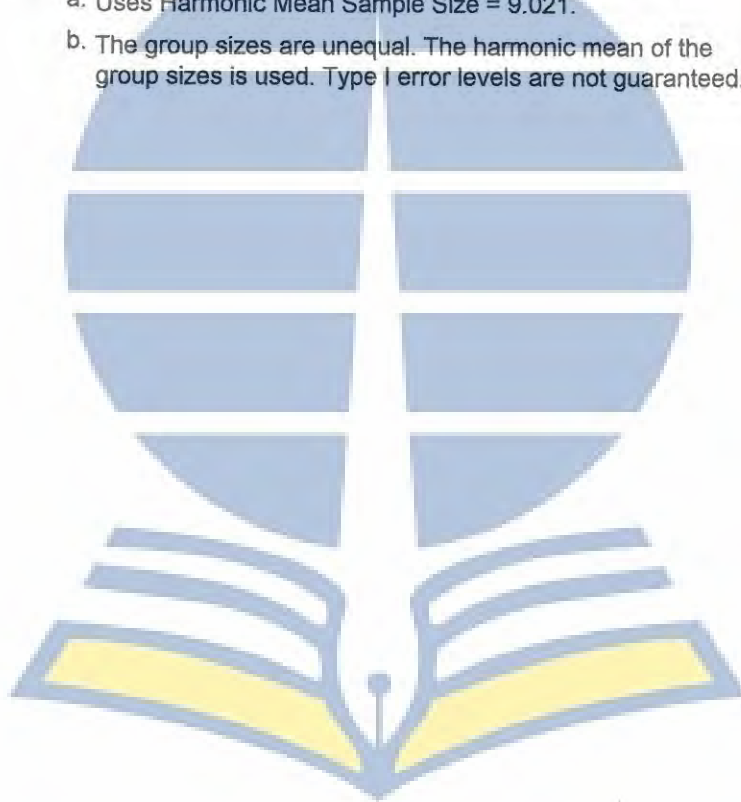 a. Uses Harmonic Mean Sample Size = 9.021.
b. The group sizes are unequal. The harmonic mean of the
group sizes is used. Type I error levels are not guaranteed.